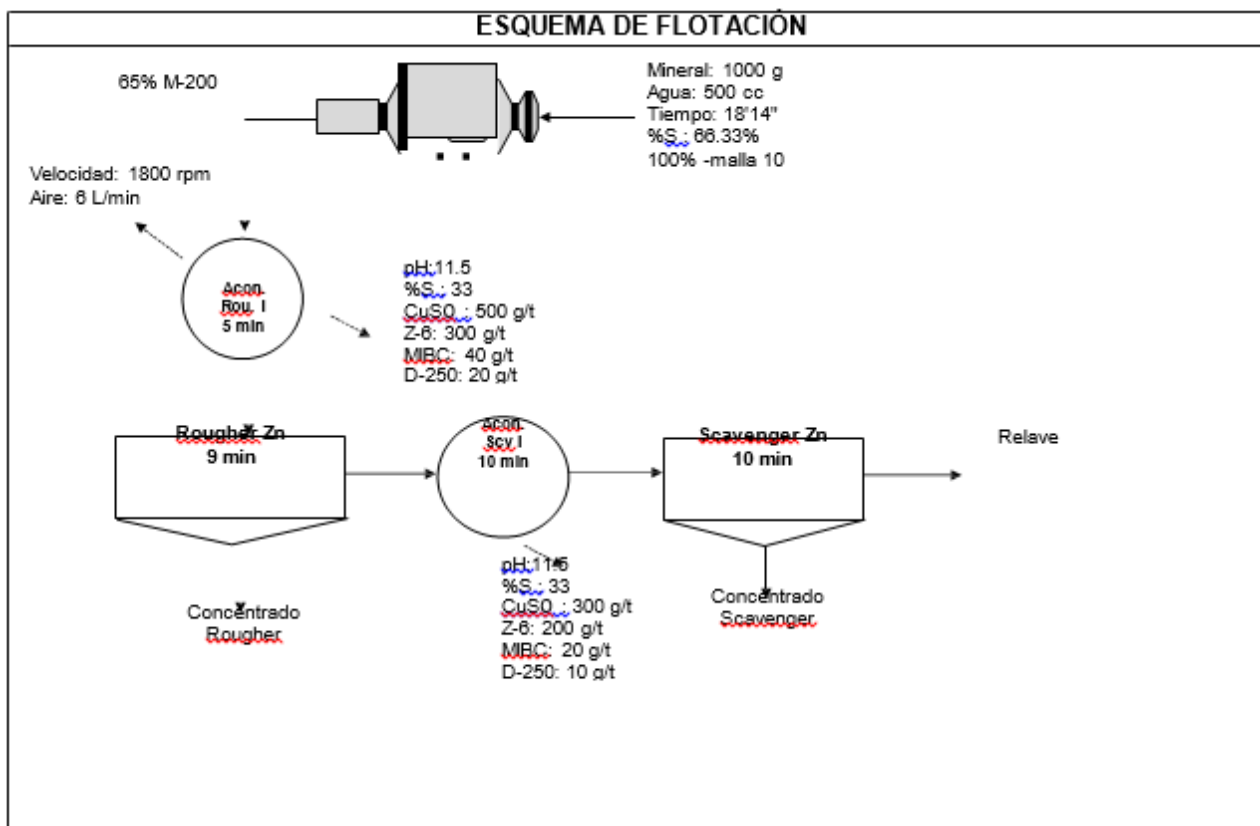 ESQUEMA DE FLOTACIÓN
65% M-200
Mineral: 1000 g
Agua: 500 cc
Tiempo: 18'14"
%S.: 66.33%
100% -malla 10
Velocidad: 1800 rpm
Aire: 6 L/min
Acon.
Rou. I
5 min
pH:11.5
%S.: 33
CuSO .: 500 g/t
Z-6: 300 g/t
MIBC: 40 g/t
D-250: 20 g/t
Rougher Zn
9 min
Acon.
Scv.I
10 min
Scavenger Zn
10 min
Relave
pH:11.5
%S.: 33
CuSO .: 300 g/t
Z-6: 200 g/t
MIBC: 20 g/t
D-250: 10 g/t
Concentrado
Rougher
Concentrado
Scavenger